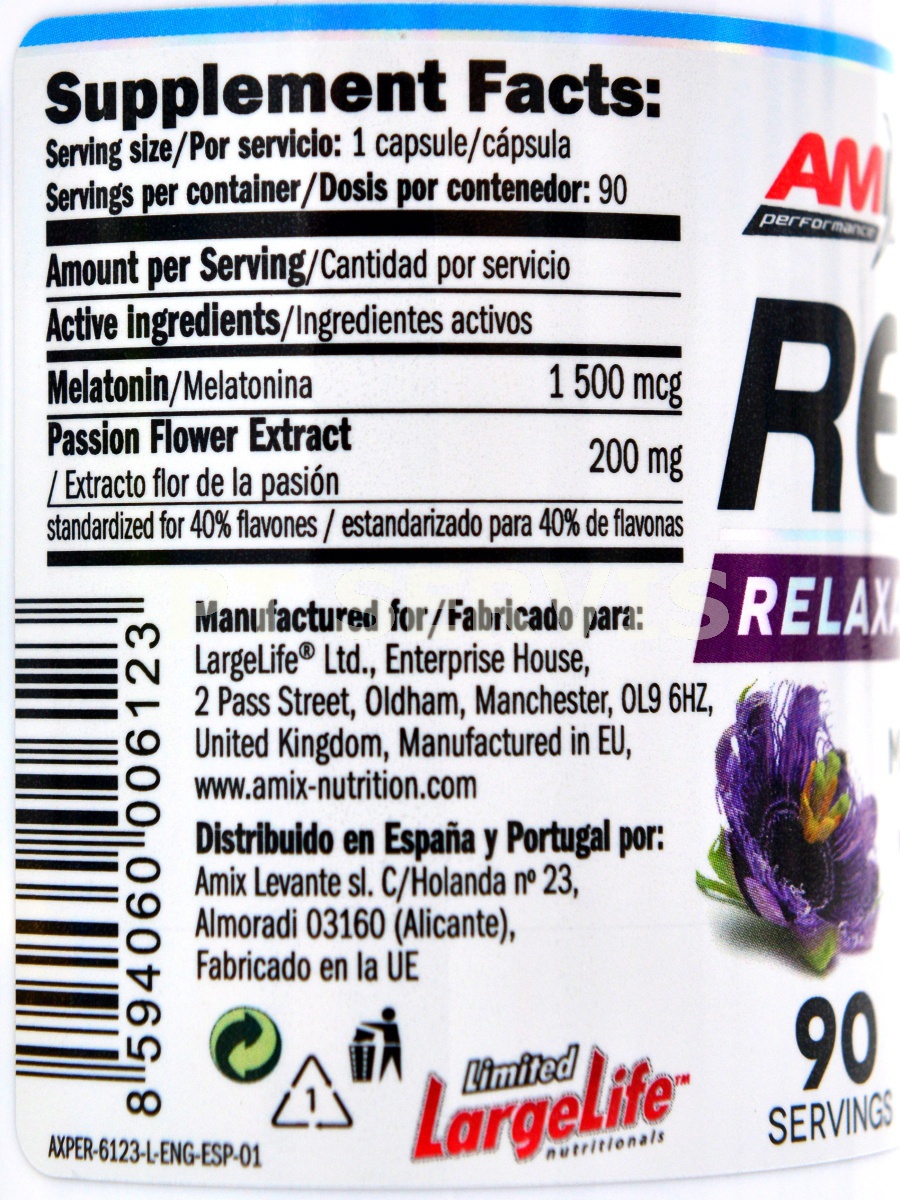 Supplement Facts:
Serving size/Por servicio: 1 capsule/cápsula
Servings per container/Dosis por contenedor: 90
Amount per Serving/Cantidad por servicio
Active ingredients/Ingredientes activos
Melatonin/Melatonina 1 500 mcg
Passion Flower Extract
/ Extracto flor de la pasión 200 mg
standardized for 40% flavones / estandarizado para 40% de flavonas
Manufactured for/Fabricado para:
LargeLife® Ltd., Enterprise House,
2 Pass Street, Oldham, Manchester, OL9 6HZ,
United Kingdom, Manufactured in EU,
www.amix-nutrition.com
Distribuido en España y Portugal por:
Amix Levante sl. C/Holanda nº 23,
Almoradi 03160 (Alicante),
Fabricado en la UE
8 594060 006123
1
Limited
LargeLife™
nutritionals
AXPER-6123-L-ENG-ESP-01
performance
90
SERVINGS